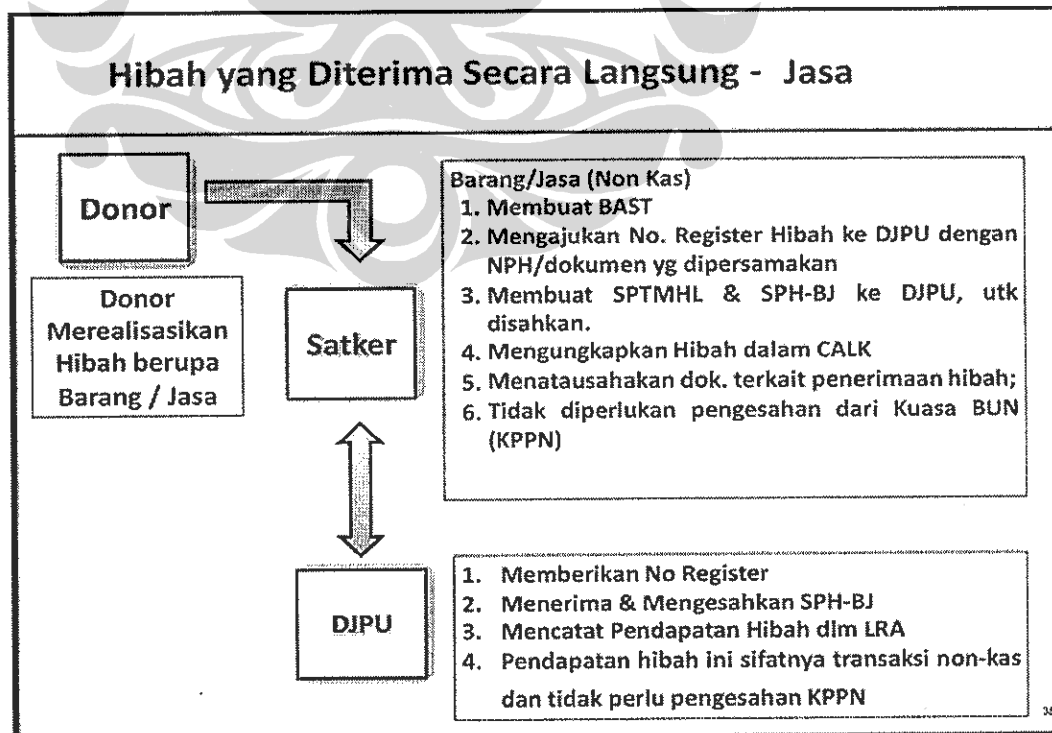 Hibah yang Diterima Secara Langsung - Jasa
Donor
Donor
Merealisasikan
Hibah berupa
Barang / Jasa
Satker
Barang/Jasa (Non Kas)
1. Membuat BAST
2. Mengajukan No. Register Hibah ke DJPU dengan
NPH/dokumen yg dipersamakan
3. Membuat SPTMHL & SPH-BJ ke DJPU, utk
disahkan.
4. Mengungkapkan Hibah dalam CALK
5. Menatausahakan dok. terkait penerimaan hibah;
6. Tidak diperlukan pengesahan dari Kuasa BUN
(KPPN)
DJPU
1. Memberikan No Register
2. Menerima & Mengesahkan SPH-BJ
3. Mencatat Pendapatan Hibah dlm LRA
4. Pendapatan hibah ini sifatnya transaksi non-kas
dan tidak perlu pengesahan KPPN